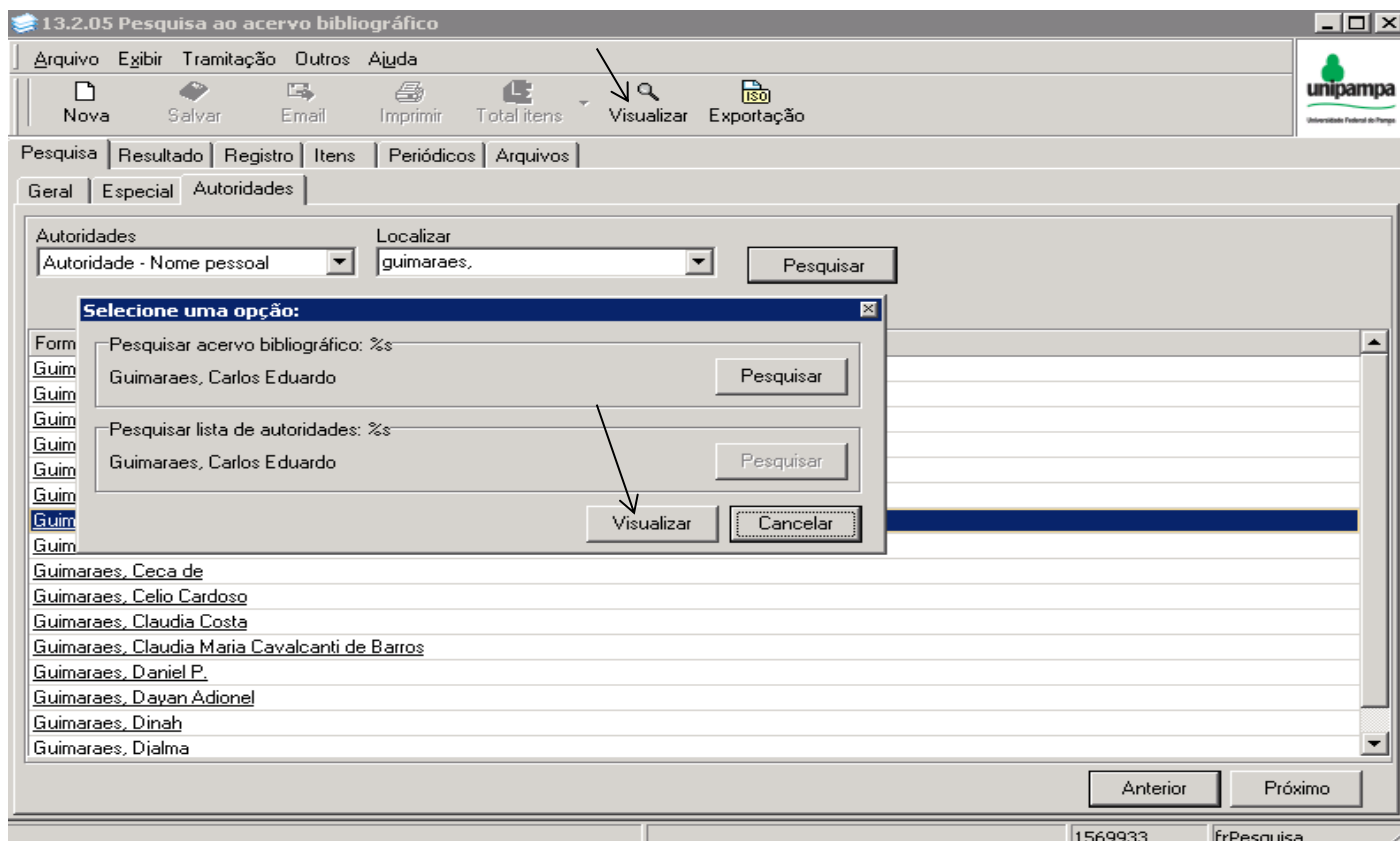 13.2.05 Pesquisa ao acervo bibliográfico
Arquivo Exibir Tramitação Outros Ajuda
Nova Salvar Email Imprimir Total itens Visualizar Exportação
ISO
unipampa
Universidade Federal do Pampa
Pesquisa Resultado Registro Itens Periódicos Arquivos
Geral Especial Autoridades
Autoridades Localizar
Autoridade - Nome pessoal guimaraes, Pesquisar
Selecione uma opção:
Form
Pesquisar acervo bibliográfico: %s
Guim
Guimaraes, Carlos Eduardo Pesquisar
Guim
Guim
Pesquisar lista de autoridades: %s
Guim
Guimaraes, Carlos Eduardo Pesquisar
Guim
Guim
Guim
Visualizar Cancelar
Guim
Guimaraes, Ceca de
Guimaraes, Celio Cardoso
Guimaraes, Claudia Costa
Guimaraes, Claudia Maria Cavalcanti de Barros
Guimaraes, Daniel P.
Guimaraes, Dayan Adionel
Guimaraes, Dinah
Guimaraes, Djalma
Anterior Próximo
1569933 frPesquisa